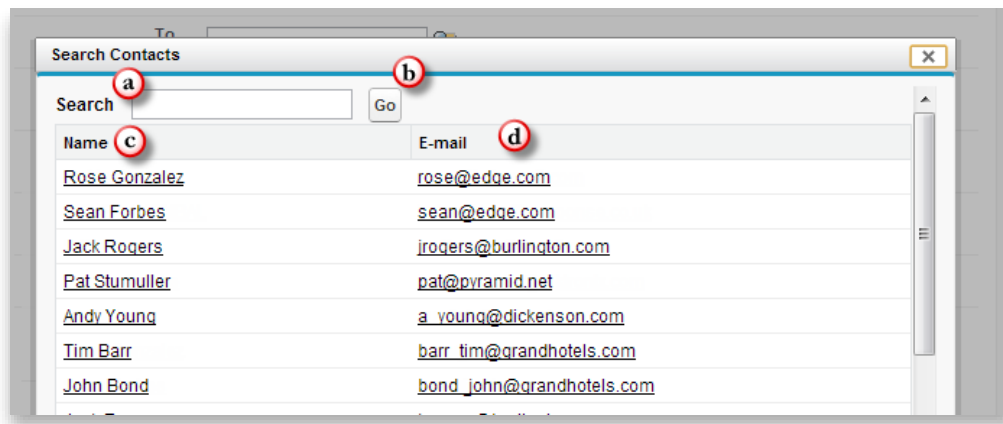 To
Search Contacts
a
b
Search Go
Name c E-mail d
Rose Gonzalez rose@edge.com
Sean Forbes sean@edge.com
Jack Rogers jrogers@burlington.com
Pat Stumuller pat@pyramid.net
Andy Young a_young@dickenson.com
Tim Barr barr_tim@grandhotels.com
John Bond bond_john@grandhotels.com